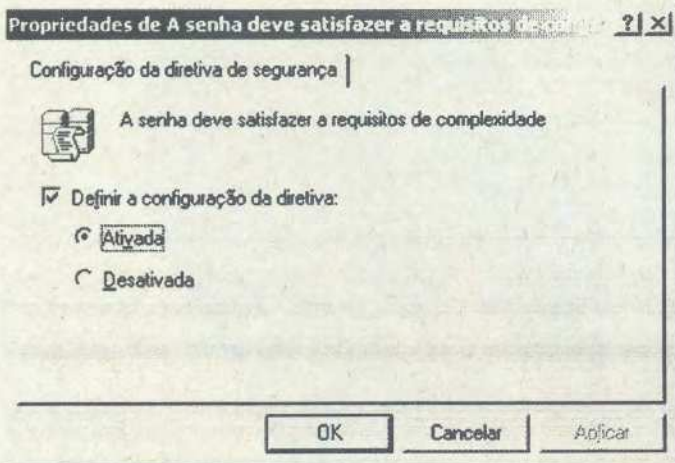 Propriedades de A senha deve satisfazer a requisitos de
Configuração da diretiva de segurança
A senha deve satisfazer a requisitos de complexidade
Definir a configuração da diretiva:
Ativada
Desativada
OK
Cancelar
Aplicar